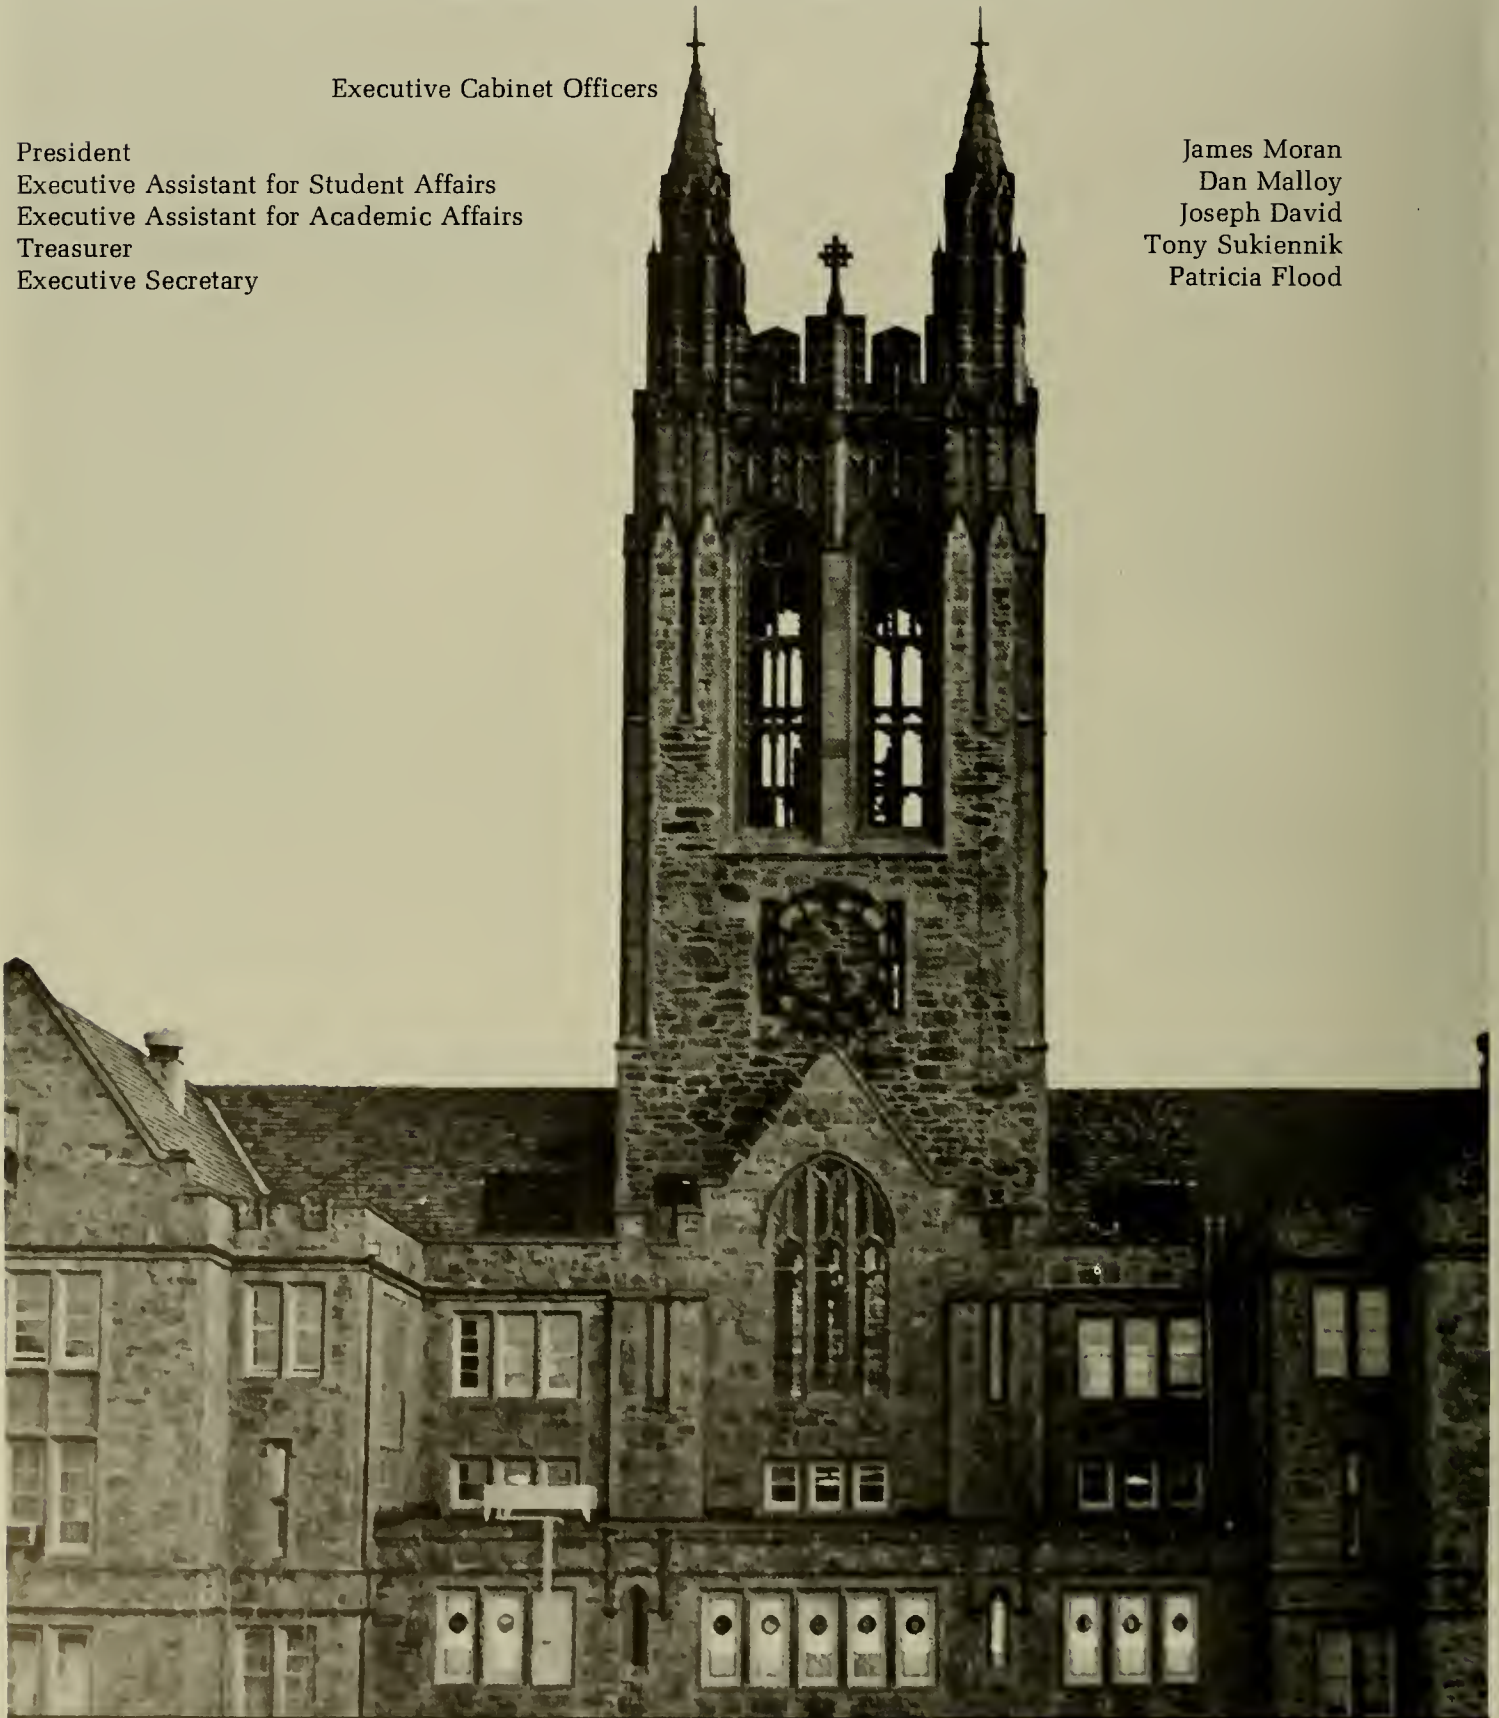 Executive Cabinet Officers
President
Executive Assistant for Student Affairs
Executive Assistant for Academic Affairs
Treasurer
Executive Secretary
James Moran
Dan Malloy
Joseph David
Tony Sukiennik
Patricia Flood